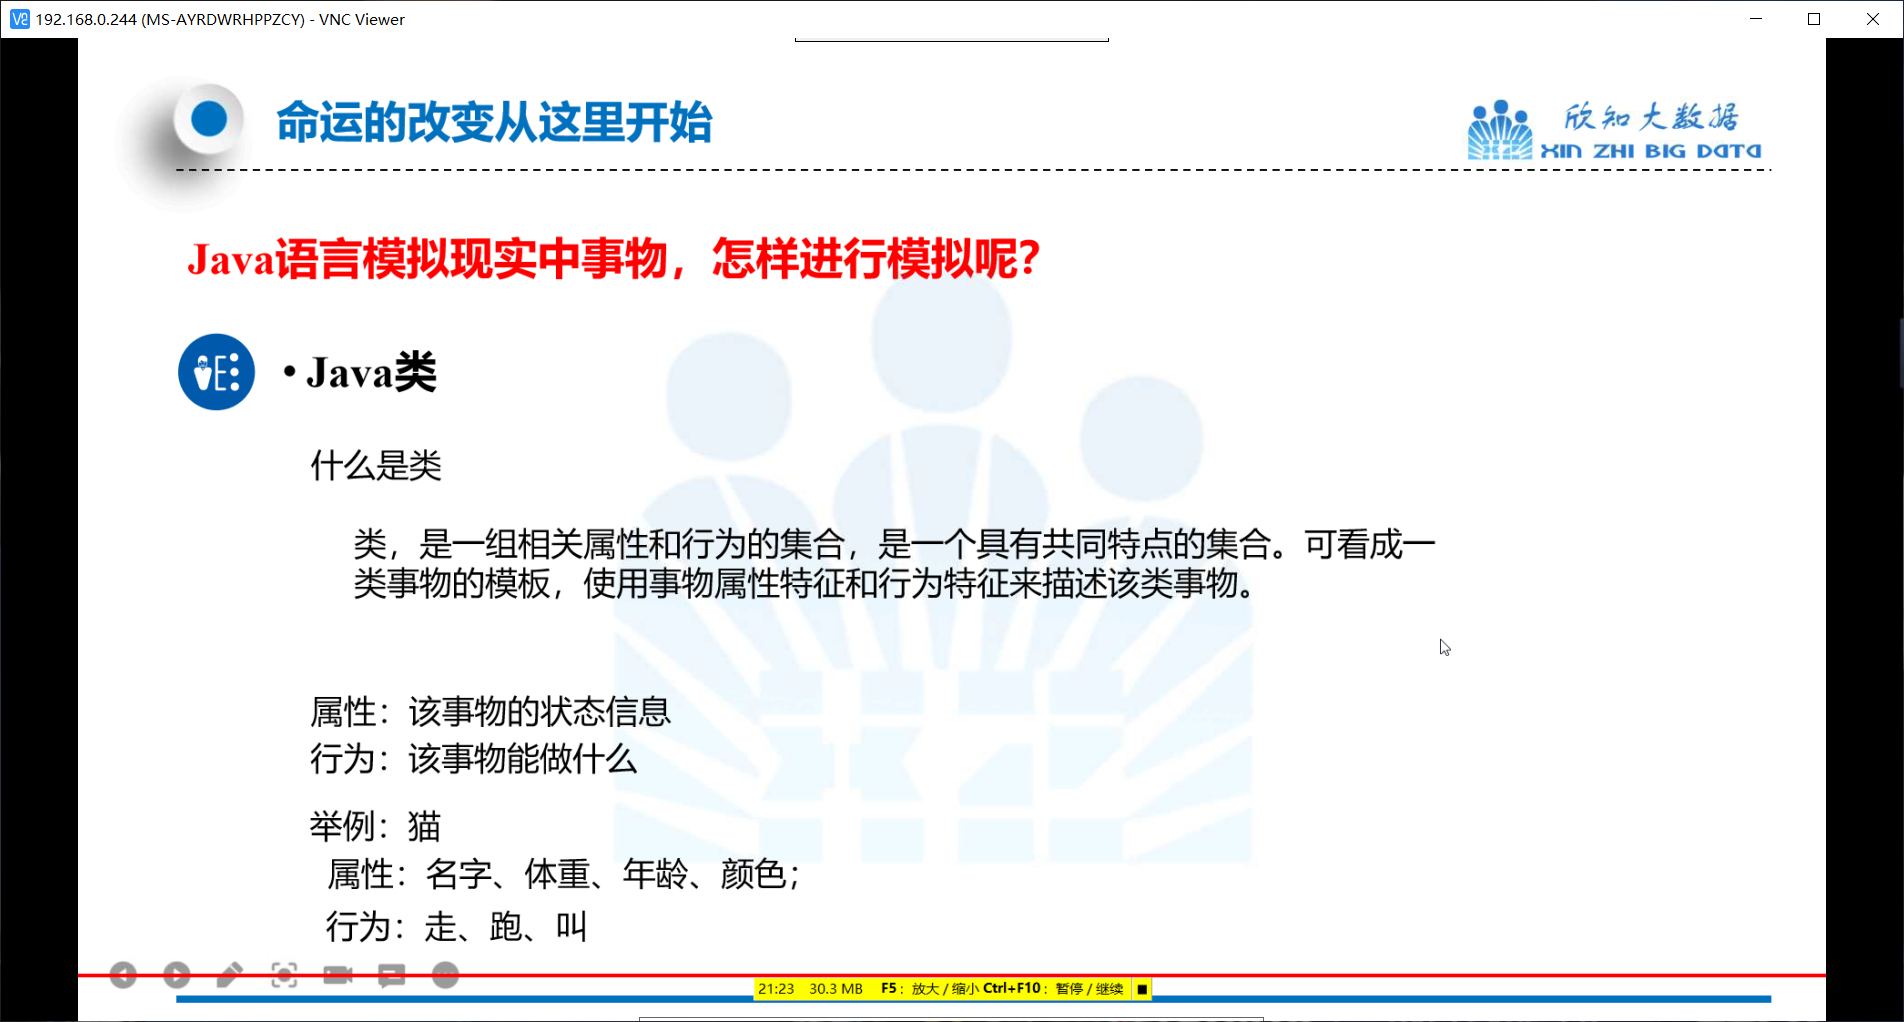 192.168.0.244 (MS-AYRDWRHPPZCY) - VNC Viewer
命运的改变从这里开始
欣知大数据
XIN ZHI BIG DATA
Java语言模拟现实中事物，怎样进行模拟呢？
• Java类
什么是类
类，是一组相关属性和行为的集合，是一个具有共同特点的集合。可看成一
类事物的模板，使用事物属性特征和行为特征来描述该类事物。
属性：该事物的状态信息
行为：该事物能做什么
举例：猫
属性：名字、体重、年龄、颜色；
行为：走、跑、叫
21:23 30.3 MB F5：放大 / 缩小 Ctrl+F10：暂停 / 继续